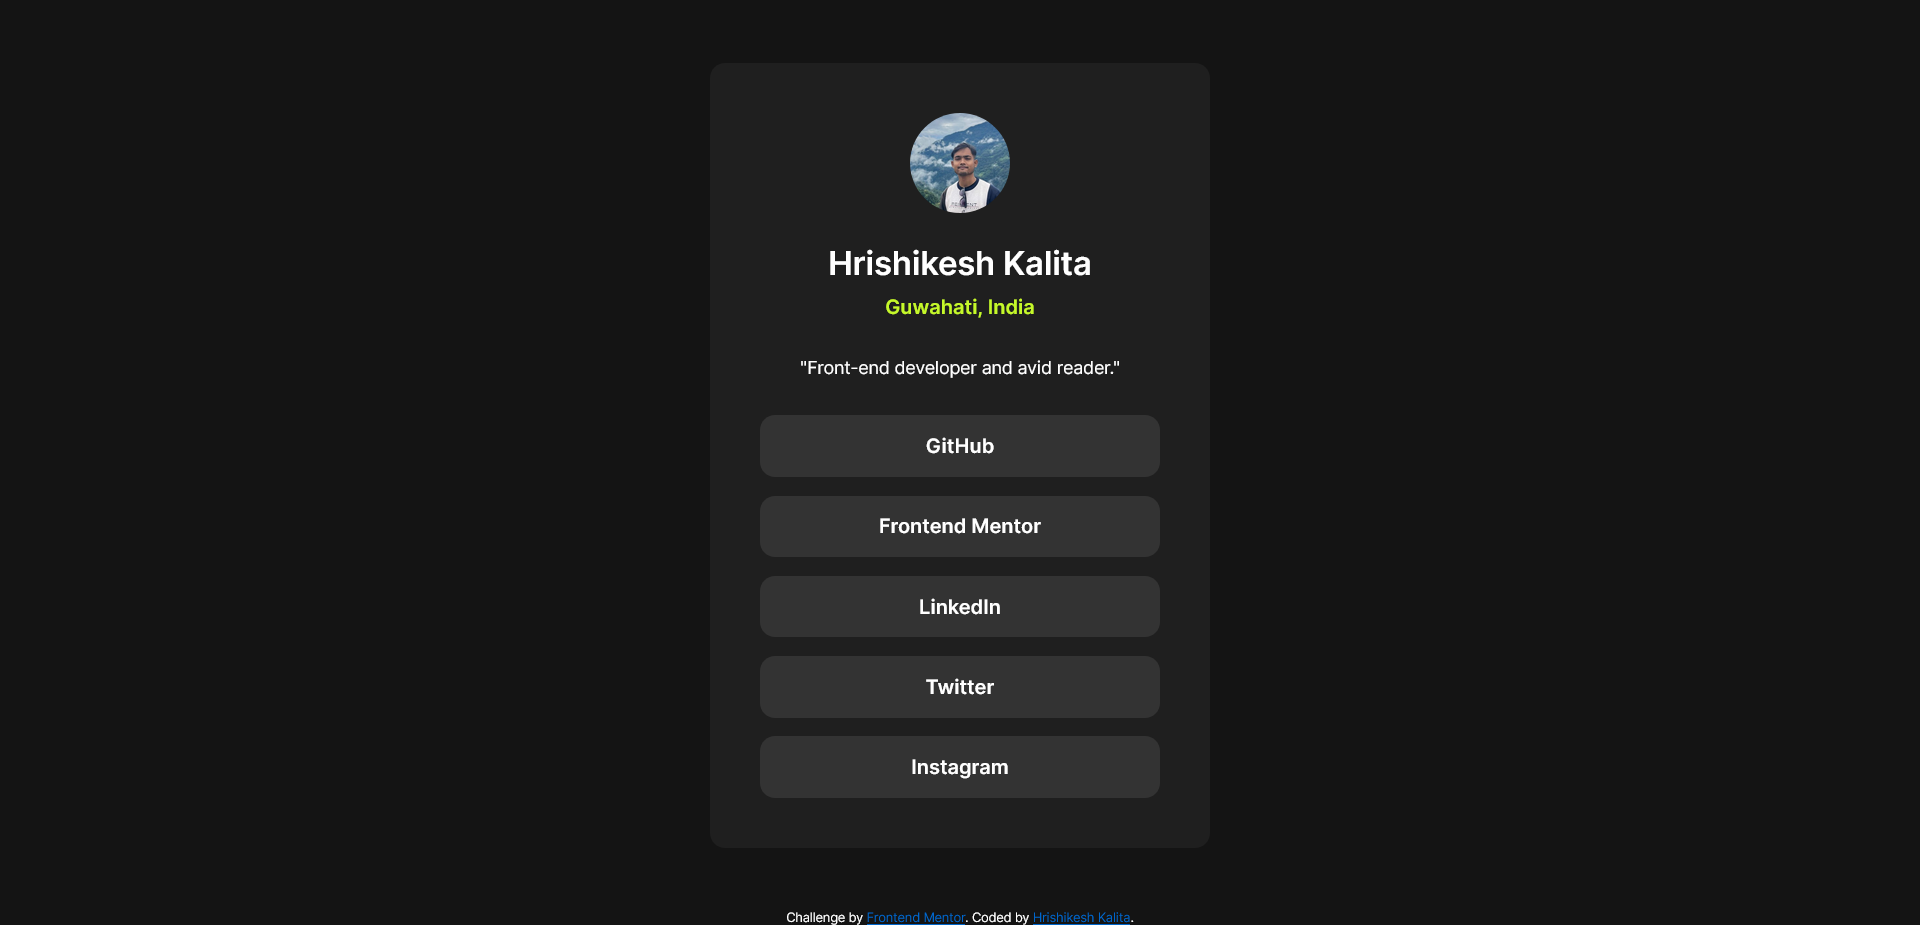 Hrishikesh Kalita
Guwahati, India
"Front-end developer and avid reader."
GitHub
Frontend Mentor
LinkedIn
Twitter
Instagram
Challenge by Frontend Mentor. Coded by Hrishikesh Kalita.